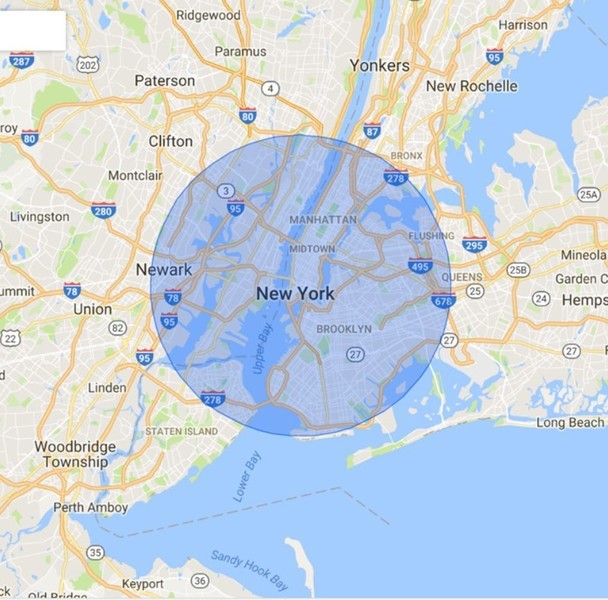 Ridgewood
Harrison
Paramus
287
202
95
Yonkers
Paterson
4
New Rochelle
80
87
roy
80
Clifton
BRONX
Montclair
278
3
25A
280
95
Livingston
MANHATTAN
FLUSHING
295
MIDTOWN
Mineola
Newark
495
25B
QUEENS
Garden C
ummit
78
78
New York
25
24
Hemps
678
Union
95
82
BROOKLYN
22
27
27
27
95
Upper Bay
d
F
Linden
278
Long Beach
STATEN ISLAND
Woodbridge
Township
Lower Bay
Perth Amboy
35
Sandy Hook Bay
Keyport
36
ck
Old Bridge